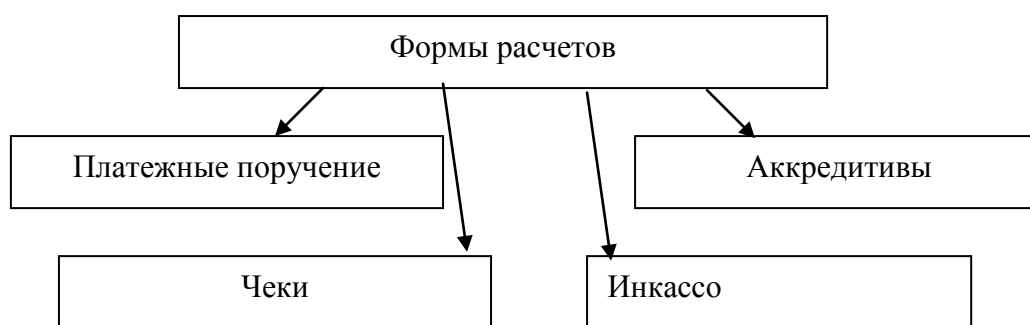 Формы расчетов
Платежные поручение
Аккредитивы
Чеки
Инкассо